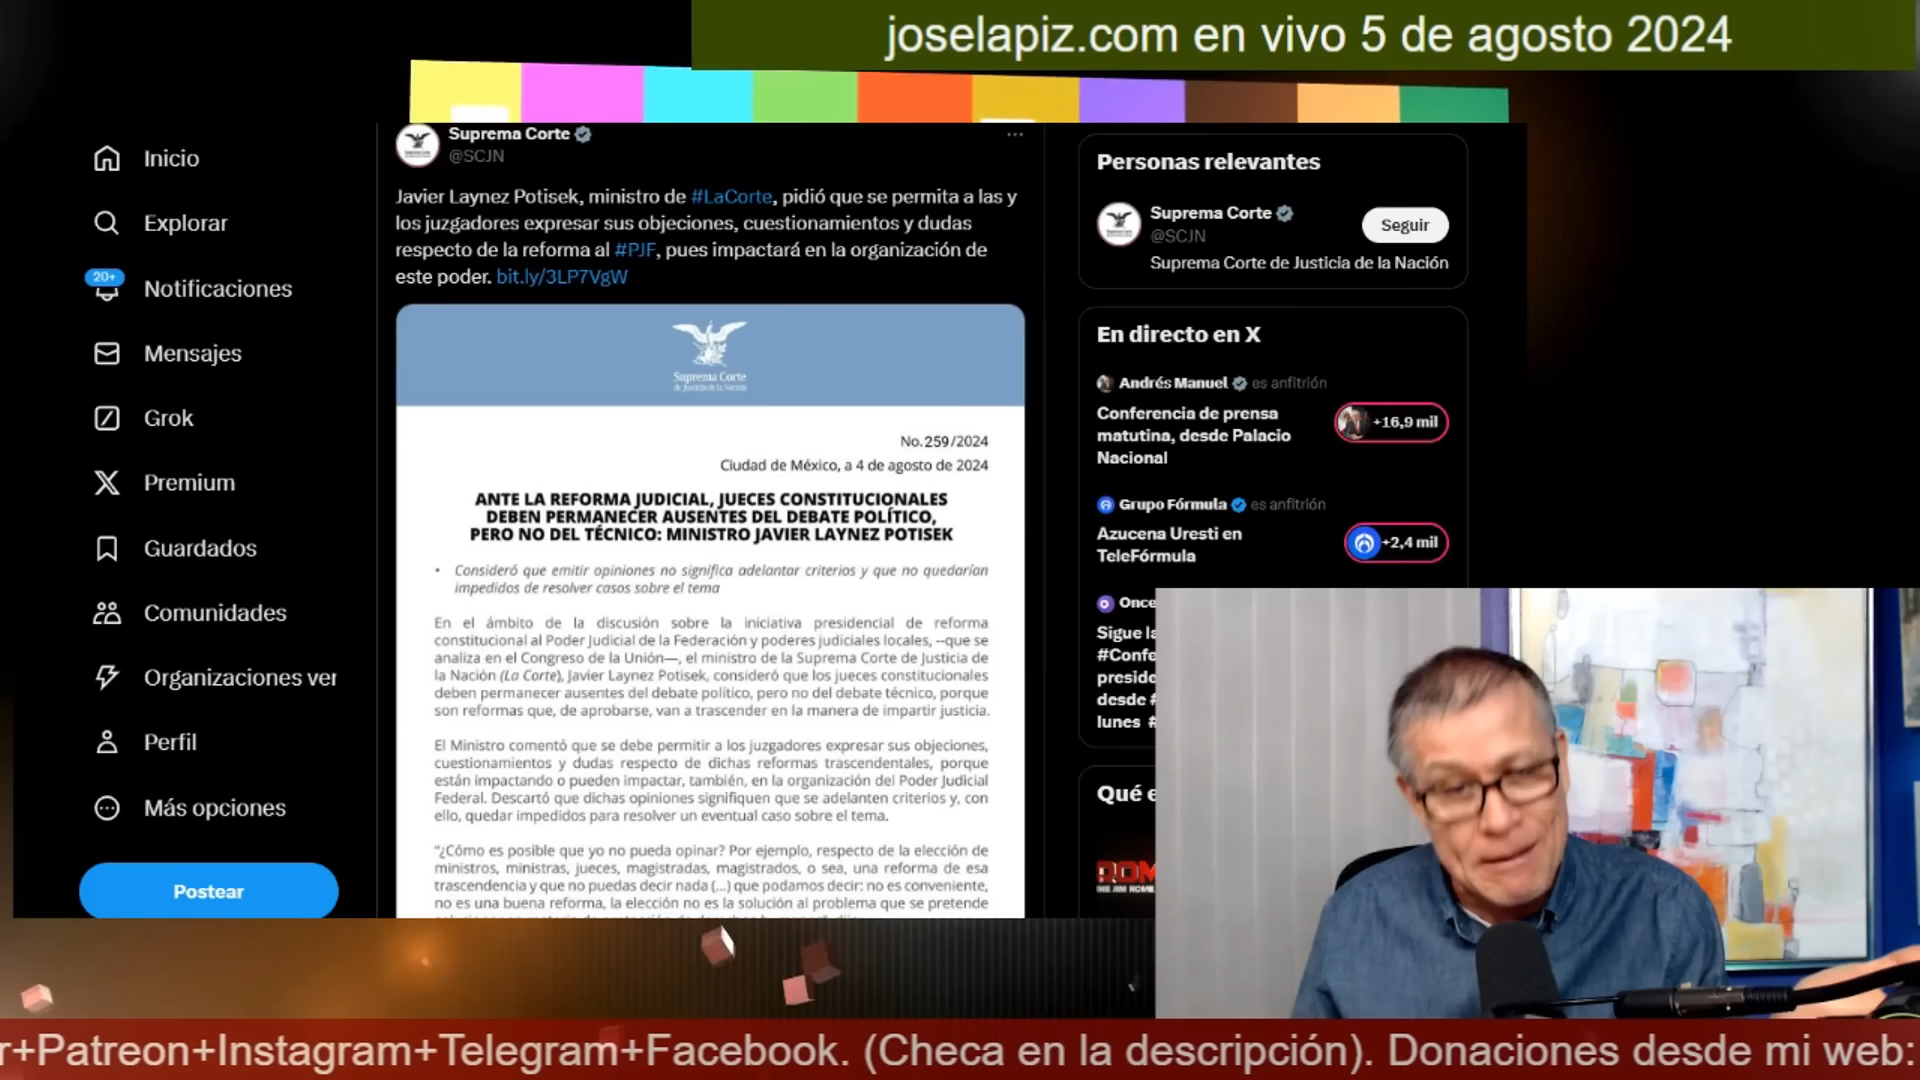 joselapiz.com en vivo 5 de agosto 2024
Inicio
Explorar
20+
Notificaciones
Mensajes
Grok
Premium
Guardados
Comunidades
Organizaciones ver
Perfil
Más opciones
Postear
Suprema Corte
@SCJN
Javier Laynez Potisek, ministro de #LaCorte, pidió que se permita a las y
los juzgadores expresar sus objeciones, cuestionamientos y dudas
respecto de la reforma al #PJF, pues impactará en la organización de
este poder. bit.ly/3LP7VgW
Suprema Corte
de Justicia de la Nación
No. 259/2024
Ciudad de México, a 4 de agosto de 2024
ANTE LA REFORMA JUDICIAL, JUECES CONSTITUCIONALES
DEBEN PERMANECER AUSENTES DEL DEBATE POLÍTICO,
PERO NO DEL TÉCNICO: MINISTRO JAVIER LAYNEZ POTISEK
• Consideró que emitir opiniones no significa adelantar criterios y que no quedarían
impedidos de resolver casos sobre el tema
En el ámbito de la discusión sobre la iniciativa presidencial de reforma
constitucional al Poder Judicial de la Federación y poderes judiciales locales, --que se
analiza en el Congreso de la Unión—, el ministro de la Suprema Corte de Justicia de
la Nación (La Corte), Javier Laynez Potisek, consideró que los jueces constitucionales
deben permanecer ausentes del debate político, pero no del debate técnico, porque
son reformas que, de aprobarse, van a trascender en la manera de impartir justicia.
El Ministro comentó que se debe permitir a los juzgadores expresar sus objeciones,
cuestionamientos y dudas respecto de dichas reformas trascendentales, porque
están impactando o pueden impactar, también, en la organización del Poder Judicial
Federal. Descartó que dichas opiniones signifiquen que se adelanten criterios y, con
ello, quedar impedidos para resolver un eventual caso sobre el tema.
"¿Cómo es posible que yo no pueda opinar? Por ejemplo, respecto de la elección de
ministros, ministras, jueces, magistradas, magistrados, o sea, una reforma de esa
trascendencia y que no puedas decir nada (...) que podamos decir: no es conveniente,
no es una buena reforma, la elección no es la solución al problema que se pretende
Personas relevantes
Suprema Corte
@SCJN
Seguir
Suprema Corte de Justicia de la Nación
En directo en X
Andrés Manuel es anfitrión
Conferencia de prensa
matutina, desde Palacio
Nacional
+16,9 mil
Grupo Fórmula es anfitrión
Azucena Uresti en
TeleFórmula
+2,4 mil
Once
Sigue la
#Confe
preside
desde #
lunes #
Qué e
r+Patreon+Instagram+Telegram+Facebook. (Checa en la descripción). Donaciones desde mi web: